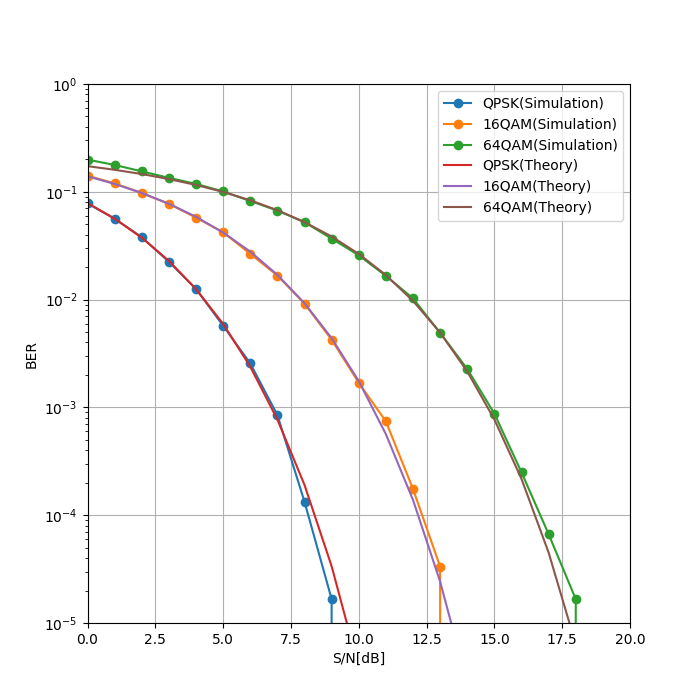 10^0
10^-1
10^-2
10^-3
10^-4
10^-5
BER
0.0 2.5 5.0 7.5 10.0 12.5 15.0 17.5 20.0
S/N[dB]
QPSK(Simulation)
16QAM(Simulation)
64QAM(Simulation)
QPSK(Theory)
16QAM(Theory)
64QAM(Theory)